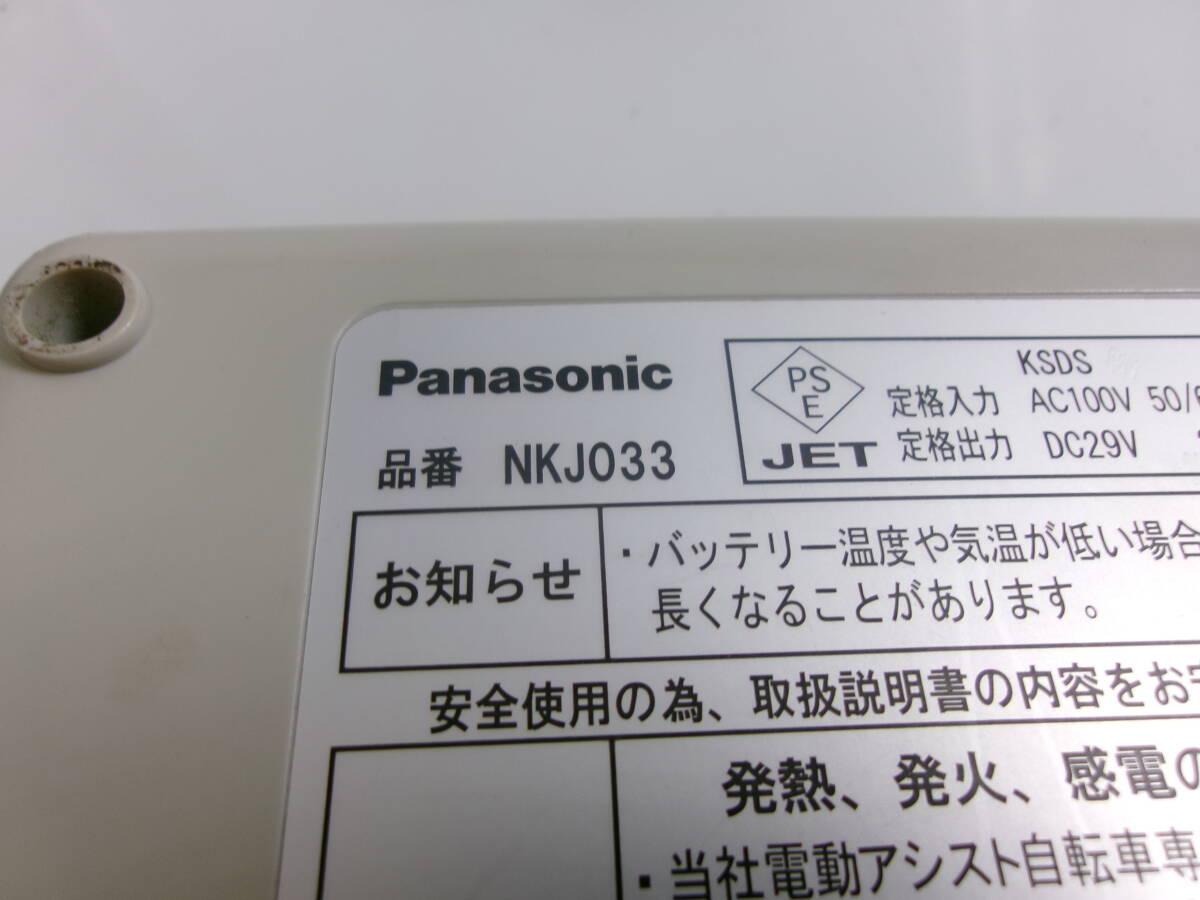 Panasonic
品番 NKJ033
PS
E
JET
KSDS
定格入力 AC100V 50/
定格出力 DC29V
お知らせ
・バッテリー温度や気温が低い場合
長くなることがあります。
安全使用の為、取扱説明書の内容をお
発熱、発火、感電の
・当社電動アシスト自転車専